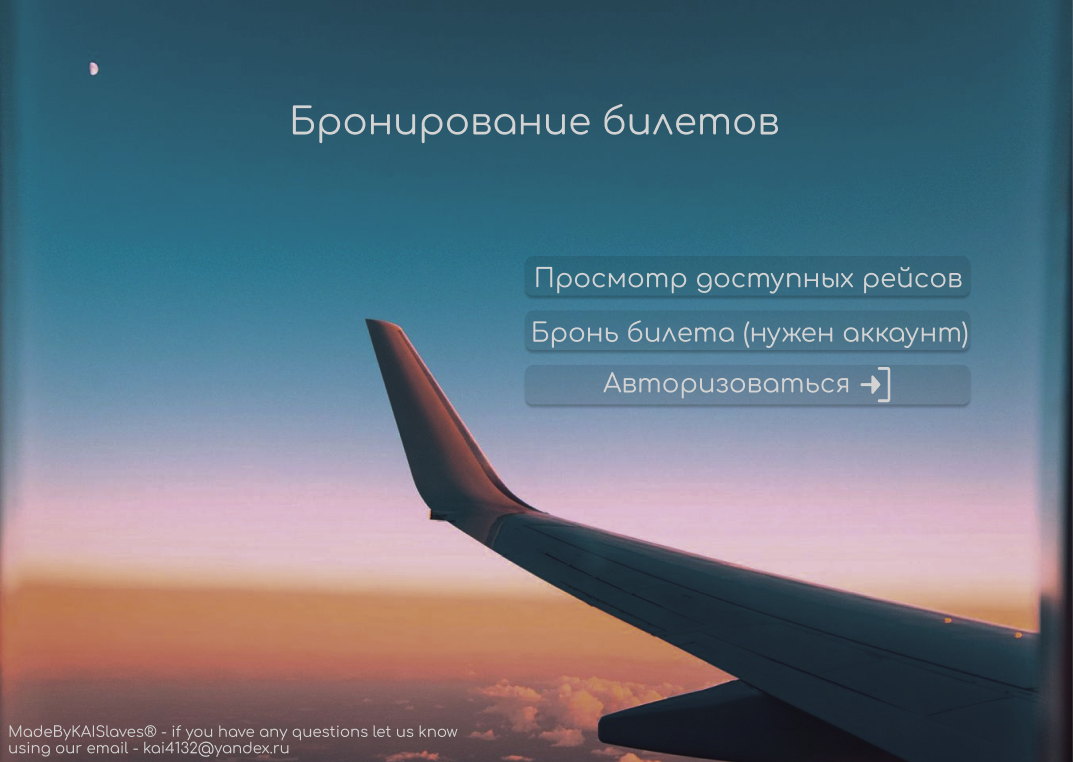 Бронирование билетов
Просмотр доступных рейсов
Бронь билета (нужен аккаунт)
Авторизоваться
MadeByKAISlaves® - if you have any questions let us know
using our email - kai4132@yandex.ru